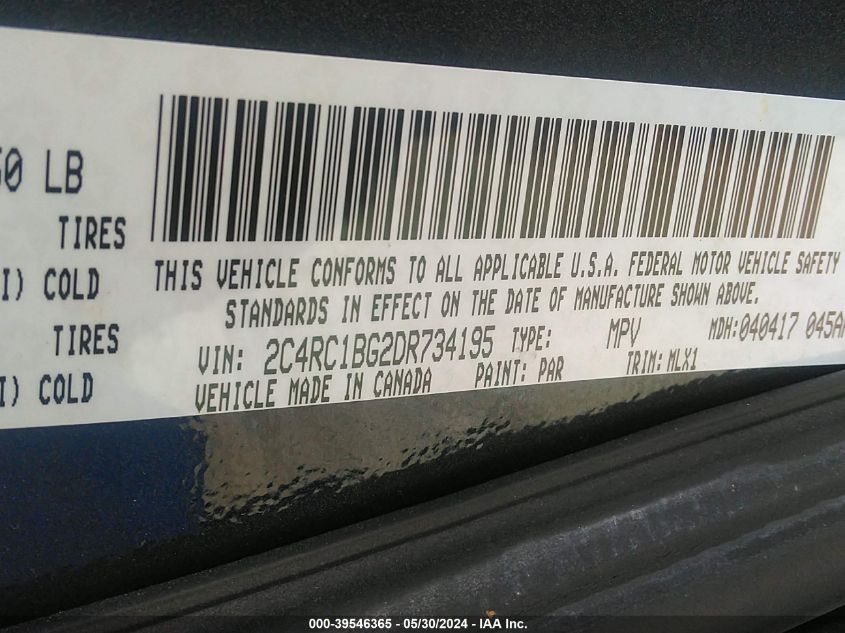 50 LB
TIRES
I) COLD
TIRES
I) COLD
THIS VEHICLE CONFORMS TO ALL APPLICABLE U.S.A. FEDERAL MOTOR VEHICLE SAFETY
STANDARDS IN EFFECT ON THE DATE OF MANUFACTURE SHOWN ABOVE.
VIN: 2C4RC1BG2DR734195 TYPE: MPV MDH:040417 045A
VEHICLE MADE IN CANADA PAINT: PAR TRIM: MLX1
000-39546365 - 05/30/2024 - IAA Inc.